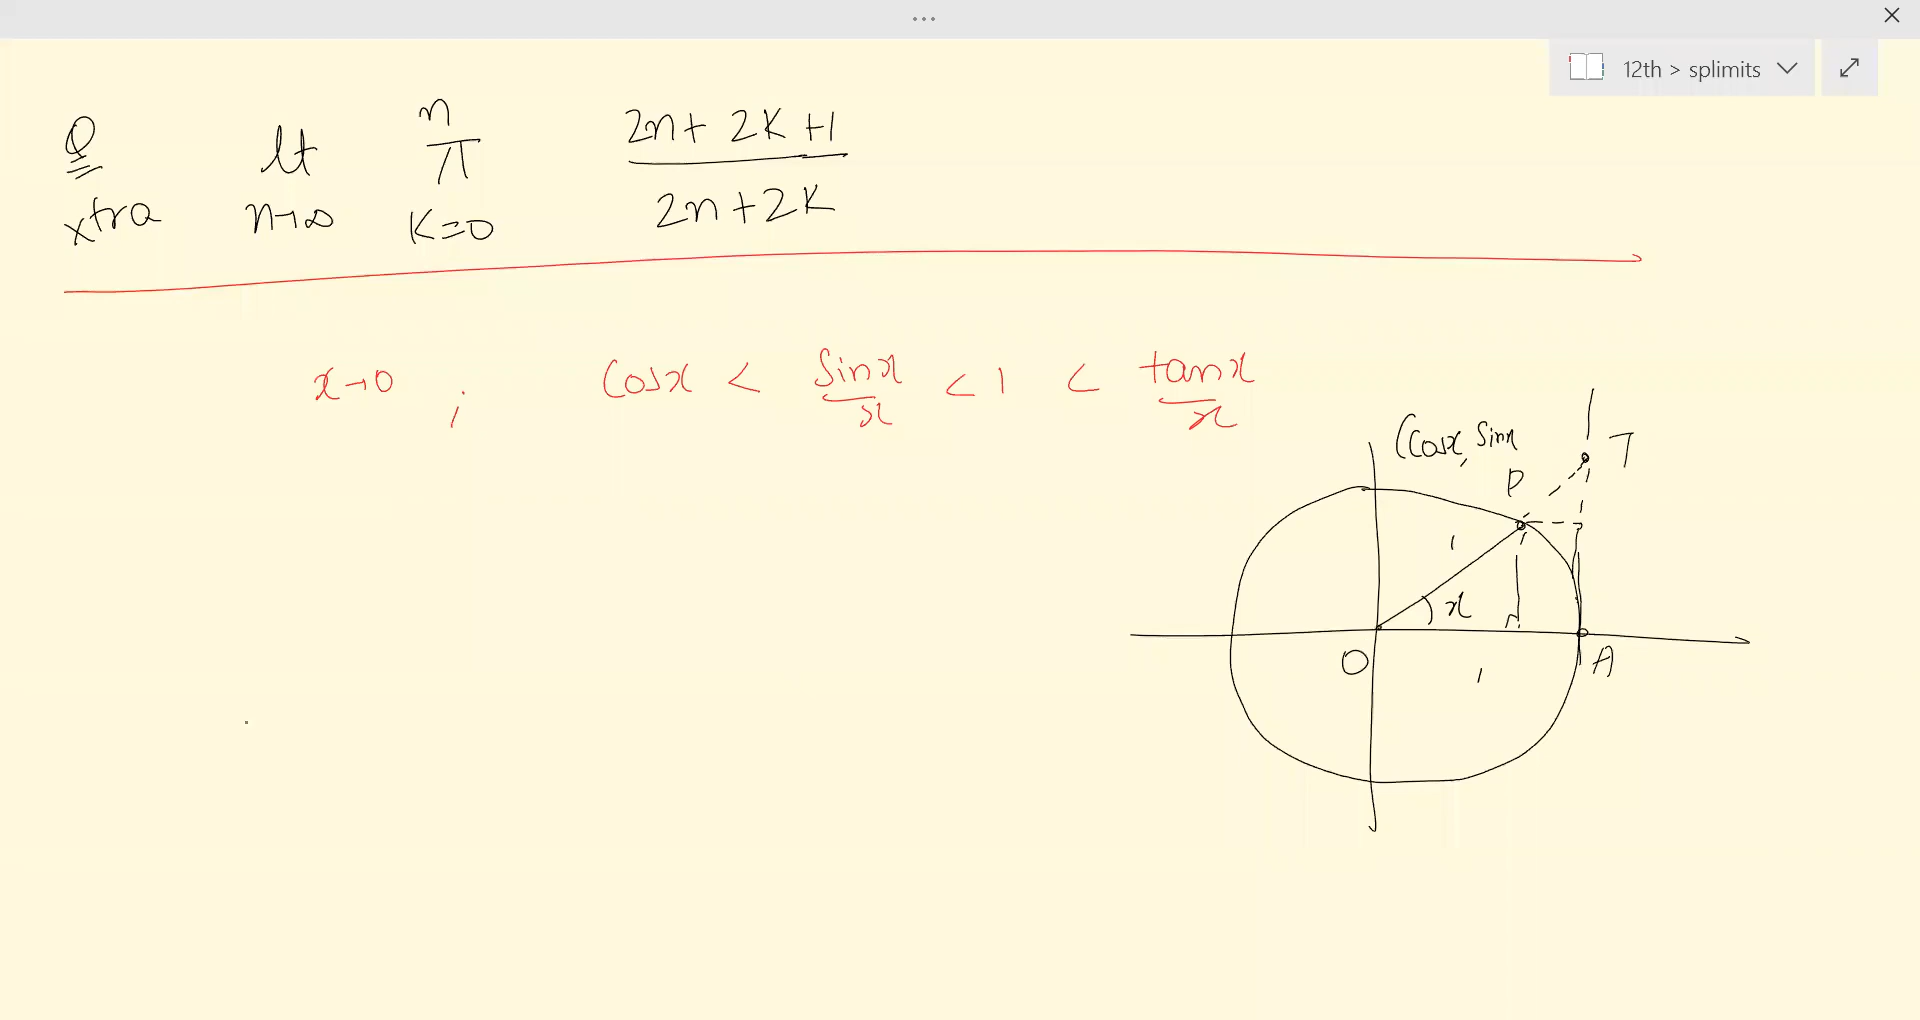 ...
12th > splimits
Q lt n→∞ n π K=0 2n+2K+1 / 2n+2K
xtra
x→0 ; Cosx < Sinx/x < 1 < tanx/x
(Cosx, Sinx
T
P
1
x
O
1
A